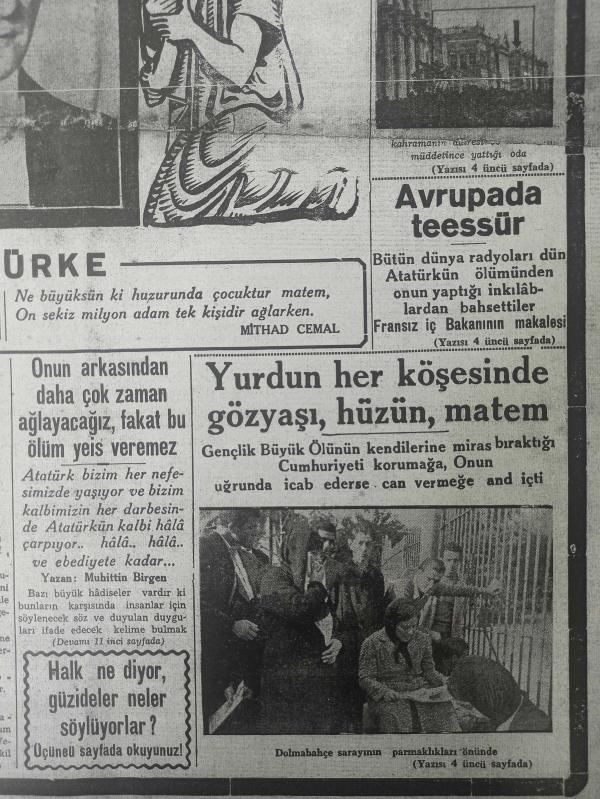 kahramanın
müddetince yattığı oda
(Yazısı 4 üncü sayfada)
Avrupada
teessür
Bütün dünya radyoları dün
Atatürkün ölümünden
onun yaptığı inkılâb-
lardan bahsettiler
Fransız iç Bakanının makalesi
(Yazısı 4 üncü sayfada)
ÜRKE
Ne büyüksün ki huzurunda çocuktur matem,
On sekiz milyon adam tek kişidir ağlarken.
MİTHAD CEMAL
Onun arkasından
daha çok zaman
ağlayacağız, fakat bu
ölüm yeis veremez
Atatürk bizim her nefe-
simizde yaşıyor ve bizim
kalbimizin her darbesin-
de Atatürkün kalbi hâlâ
çarpıyor.. hâlâ.. hâlâ..
ve ebediyete kadar...
Yazan: Muhittin Birgen
Bazı büyük hâdiseler vardır ki
bunların karşısında insanlar için
söylenecek söz ve duyulan duygu-
ları ifade edecek kelime bulmak
(Devamı 11 inci sayfada)
Halk ne diyor,
güzideler neler
söylüyorlar?
Üçüncü sayfada okuyunuz!
Yurdun her köşesinde
gözyaşı, hüzün, matem
Gençlik Büyük Ölünün kendilerine miras bıraktığı
Cumhuriyeti korumağa, Onun
uğrunda icab ederse can vermeğe and içti
Dolmabahçe sarayının parmaklıkları önünde
(Yazısı 4 üncü sayfada)